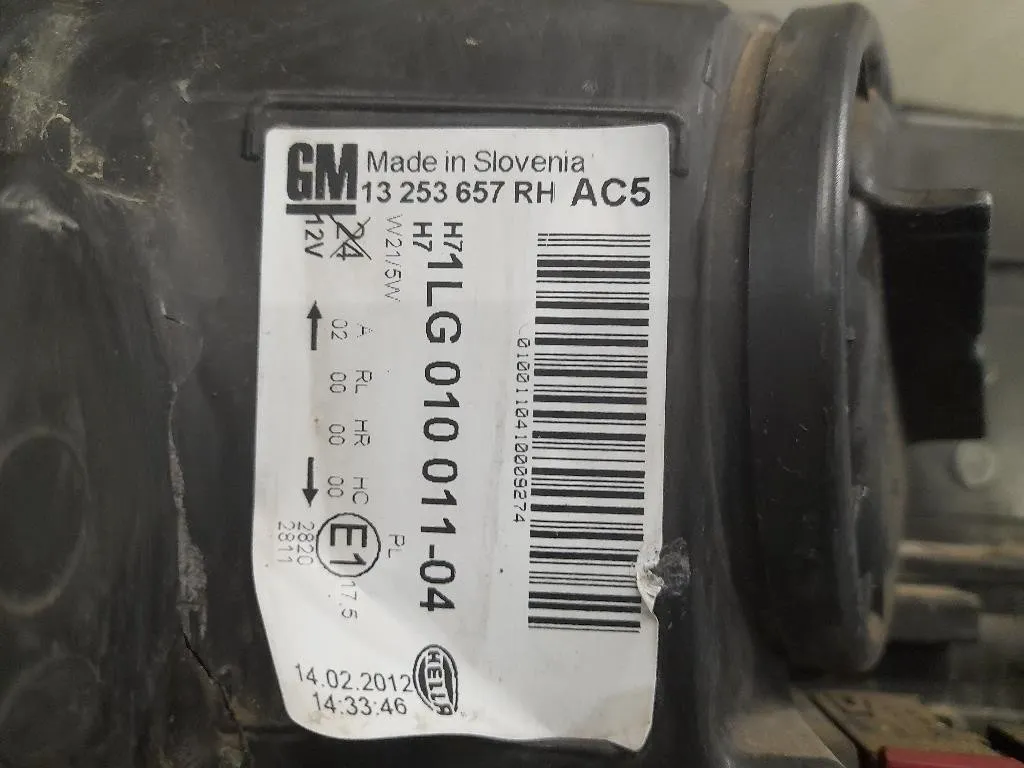 GM
Made in Slovenia
13 253 657 RH AC5
12V
24
W21/5W
H7
H7
1LG 010 011-04
A RL HR HC PL
02 00 00 00
E1
17.5
2820
2811
0100110410009274
14.02.2012
14:33:46
HELLA